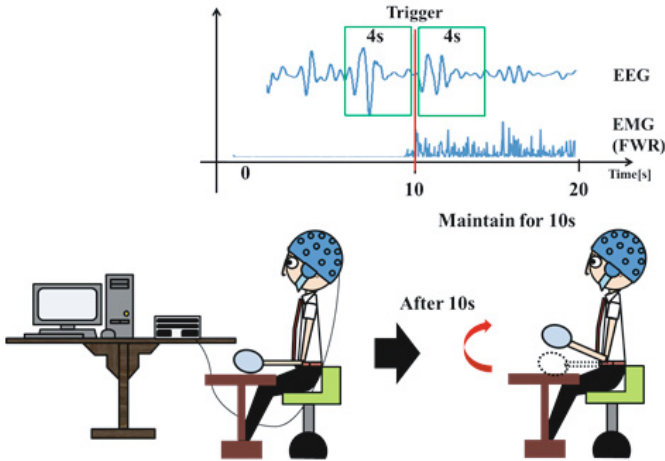 Trigger
4s
4s
EEG
EMG
(FWR)
Time[s]
0
10
20
Maintain for 10s
After 10s